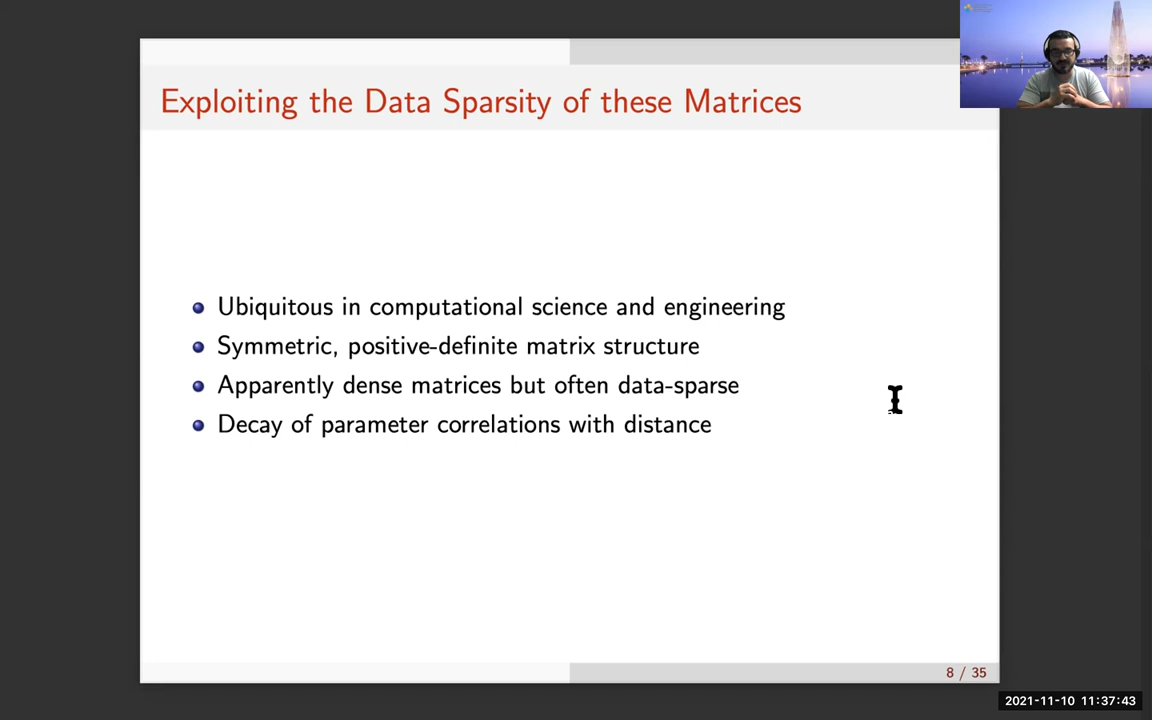 Exploiting the Data Sparsity of these Matrices
Ubiquitous in computational science and engineering
Symmetric, positive-definite matrix structure
Apparently dense matrices but often data-sparse
Decay of parameter correlations with distance
8 / 35
2021-11-10 11:37:43